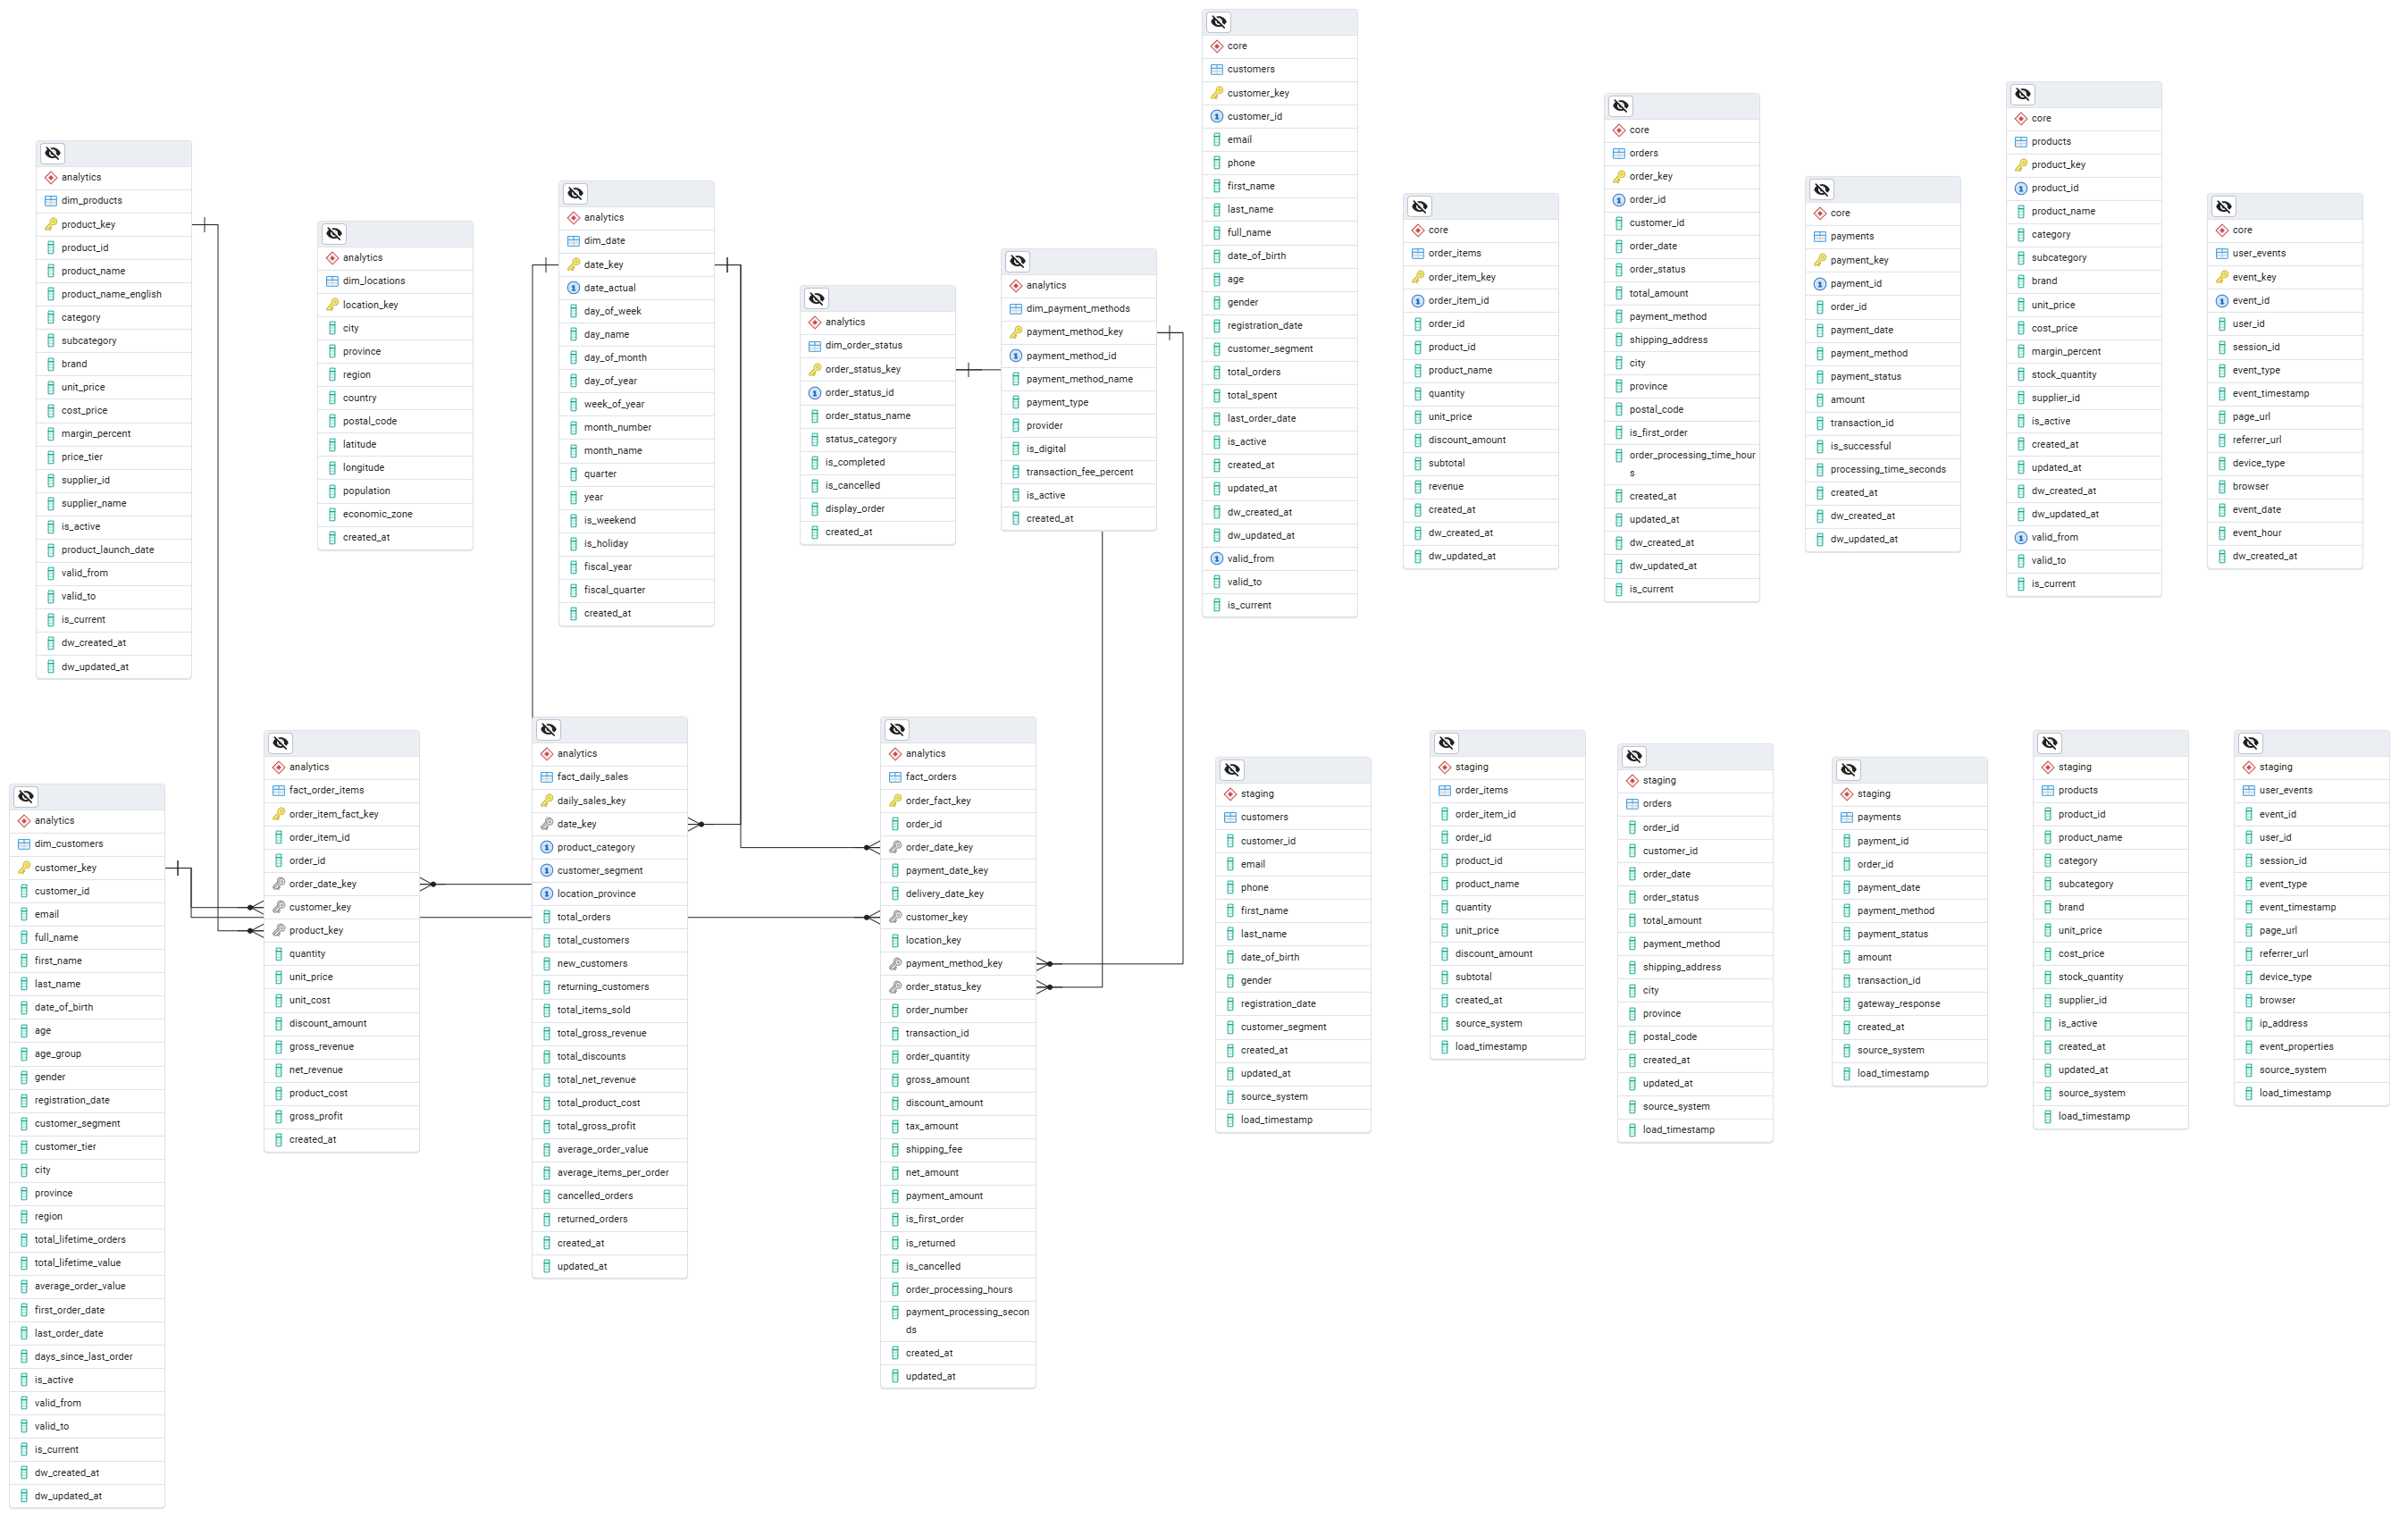 analytics
dim_products
product_key
product_id
product_name
product_name_english
category
subcategory
brand
unit_price
cost_price
margin_percent
price_tier
supplier_id
supplier_name
is_active
product_launch_date
valid_from
valid_to
is_current
dw_created_at
dw_updated_at
analytics
dim_locations
location_key
city
province
region
country
postal_code
latitude
longitude
population
economic_zone
created_at
analytics
dim_date
date_key
date_actual
day_of_week
day_name
day_of_month
day_of_year
week_of_year
month_number
month_name
quarter
year
is_weekend
is_holiday
fiscal_year
fiscal_quarter
created_at
analytics
dim_order_status
order_status_key
order_status_id
order_status_name
status_category
is_completed
is_cancelled
display_order
created_at
analytics
dim_payment_methods
payment_method_key
payment_method_id
payment_method_name
payment_type
provider
is_digital
transaction_fee_percent
is_active
created_at
core
customers
customer_key
customer_id
email
phone
first_name
last_name
full_name
date_of_birth
age
gender
registration_date
customer_segment
total_orders
total_spent
last_order_date
is_active
created_at
updated_at
dw_created_at
dw_updated_at
valid_from
valid_to
is_current
core
order_items
order_item_key
order_item_id
order_id
product_id
product_name
quantity
unit_price
discount_amount
subtotal
revenue
created_at
dw_created_at
dw_updated_at
core
orders
order_key
order_id
customer_id
order_date
order_status
total_amount
payment_method
shipping_address
city
province
postal_code
is_first_order
order_processing_time_hour
s
created_at
updated_at
dw_created_at
dw_updated_at
is_current
core
payments
payment_key
payment_id
order_id
payment_date
payment_method
payment_status
amount
transaction_id
is_successful
processing_time_seconds
created_at
dw_created_at
dw_updated_at
core
products
product_key
product_id
product_name
category
subcategory
brand
unit_price
cost_price
margin_percent
stock_quantity
supplier_id
is_active
created_at
updated_at
dw_created_at
dw_updated_at
valid_from
valid_to
is_current
core
user_events
event_key
event_id
user_id
session_id
event_type
event_timestamp
page_url
referrer_url
device_type
browser
event_date
event_hour
dw_created_at
analytics
dim_customers
customer_key
customer_id
email
full_name
first_name
last_name
date_of_birth
age
age_group
gender
registration_date
customer_segment
customer_tier
city
province
region
total_lifetime_orders
total_lifetime_value
average_order_value
first_order_date
last_order_date
days_since_last_order
is_active
valid_from
valid_to
is_current
dw_created_at
dw_updated_at
analytics
fact_order_items
order_item_fact_key
order_item_id
order_id
order_date_key
customer_key
product_key
quantity
unit_price
unit_cost
discount_amount
gross_revenue
net_revenue
product_cost
gross_profit
created_at
analytics
fact_daily_sales
daily_sales_key
date_key
product_category
customer_segment
location_province
total_orders
total_customers
new_customers
returning_customers
total_items_sold
total_gross_revenue
total_discounts
total_net_revenue
total_product_cost
total_gross_profit
average_order_value
average_items_per_order
cancelled_orders
returned_orders
created_at
updated_at
analytics
fact_orders
order_fact_key
order_id
order_date_key
payment_date_key
delivery_date_key
customer_key
location_key
payment_method_key
order_status_key
order_number
transaction_id
order_quantity
gross_amount
discount_amount
tax_amount
shipping_fee
net_amount
payment_amount
is_first_order
is_returned
is_cancelled
order_processing_hours
payment_processing_secon
ds
created_at
updated_at
staging
customers
customer_id
email
phone
first_name
last_name
date_of_birth
gender
registration_date
customer_segment
created_at
updated_at
source_system
load_timestamp
staging
order_items
order_item_id
order_id
product_id
product_name
quantity
unit_price
discount_amount
subtotal
created_at
source_system
load_timestamp
staging
orders
order_id
customer_id
order_date
order_status
total_amount
payment_method
shipping_address
city
province
postal_code
created_at
updated_at
source_system
load_timestamp
staging
payments
payment_id
order_id
payment_date
payment_method
payment_status
amount
transaction_id
gateway_response
created_at
source_system
load_timestamp
staging
products
product_id
product_name
category
subcategory
brand
unit_price
cost_price
stock_quantity
supplier_id
is_active
created_at
updated_at
source_system
load_timestamp
staging
user_events
event_id
user_id
session_id
event_type
event_timestamp
page_url
referrer_url
device_type
browser
ip_address
event_properties
source_system
load_timestamp